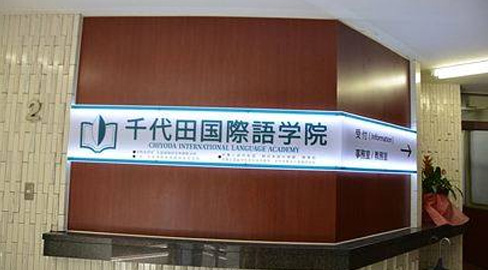 2
千代田国際語学院
CHIYODA INTERNATIONAL LANGUAGE ACADEMY
受付 (Information)
事務室/教務室